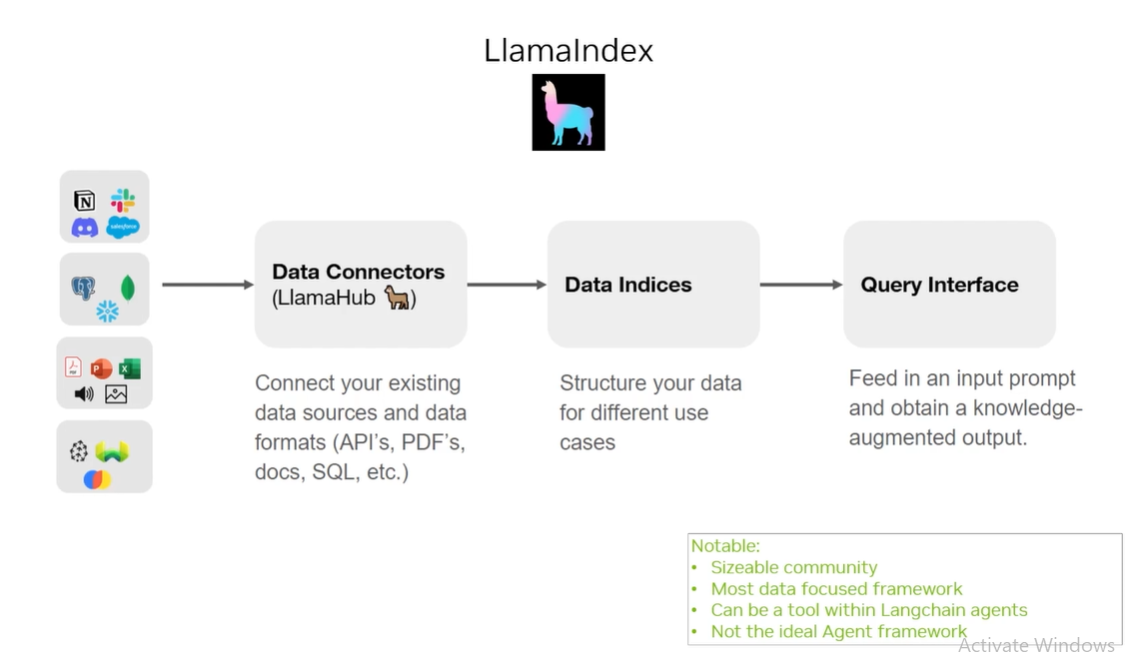 LlamaIndex
N
salesforce
PDF
P
X
Data Connectors
(LlamaHub 🦙)
Connect your existing
data sources and data
formats (API's, PDF's,
docs, SQL, etc.)
Data Indices
Structure your data
for different use
cases
Query Interface
Feed in an input prompt
and obtain a knowledge-
augmented output.
Notable:
• Sizeable community
• Most data focused framework
• Can be a tool within Langchain agents
• Not the ideal Agent framework
Activate Windows